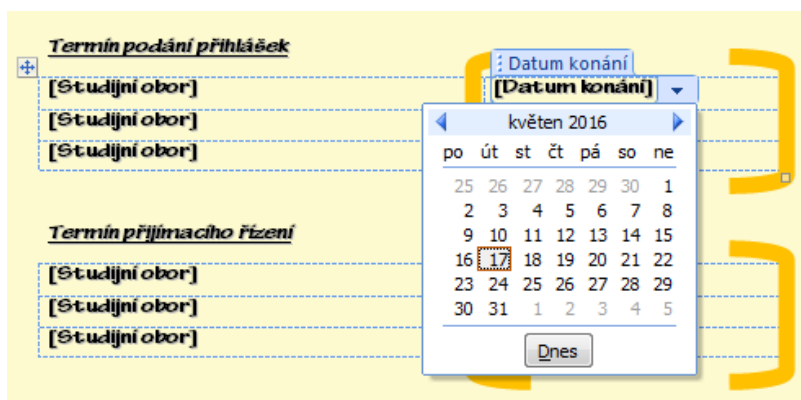 Termín podání přihlášek
Datum konání
[Studijní obor] [Datum konání]
[Studijní obor]
[Studijní obor]
květen 2016
po út st čt pá so ne
25 26 27 28 29 30 1
2 3 4 5 6 7 8
9 10 11 12 13 14 15
16 17 18 19 20 21 22
23 24 25 26 27 28 29
30 31 1 2 3 4 5
Dnes
Termín přijímacího řízení
[Studijní obor]
[Studijní obor]
[Studijní obor]